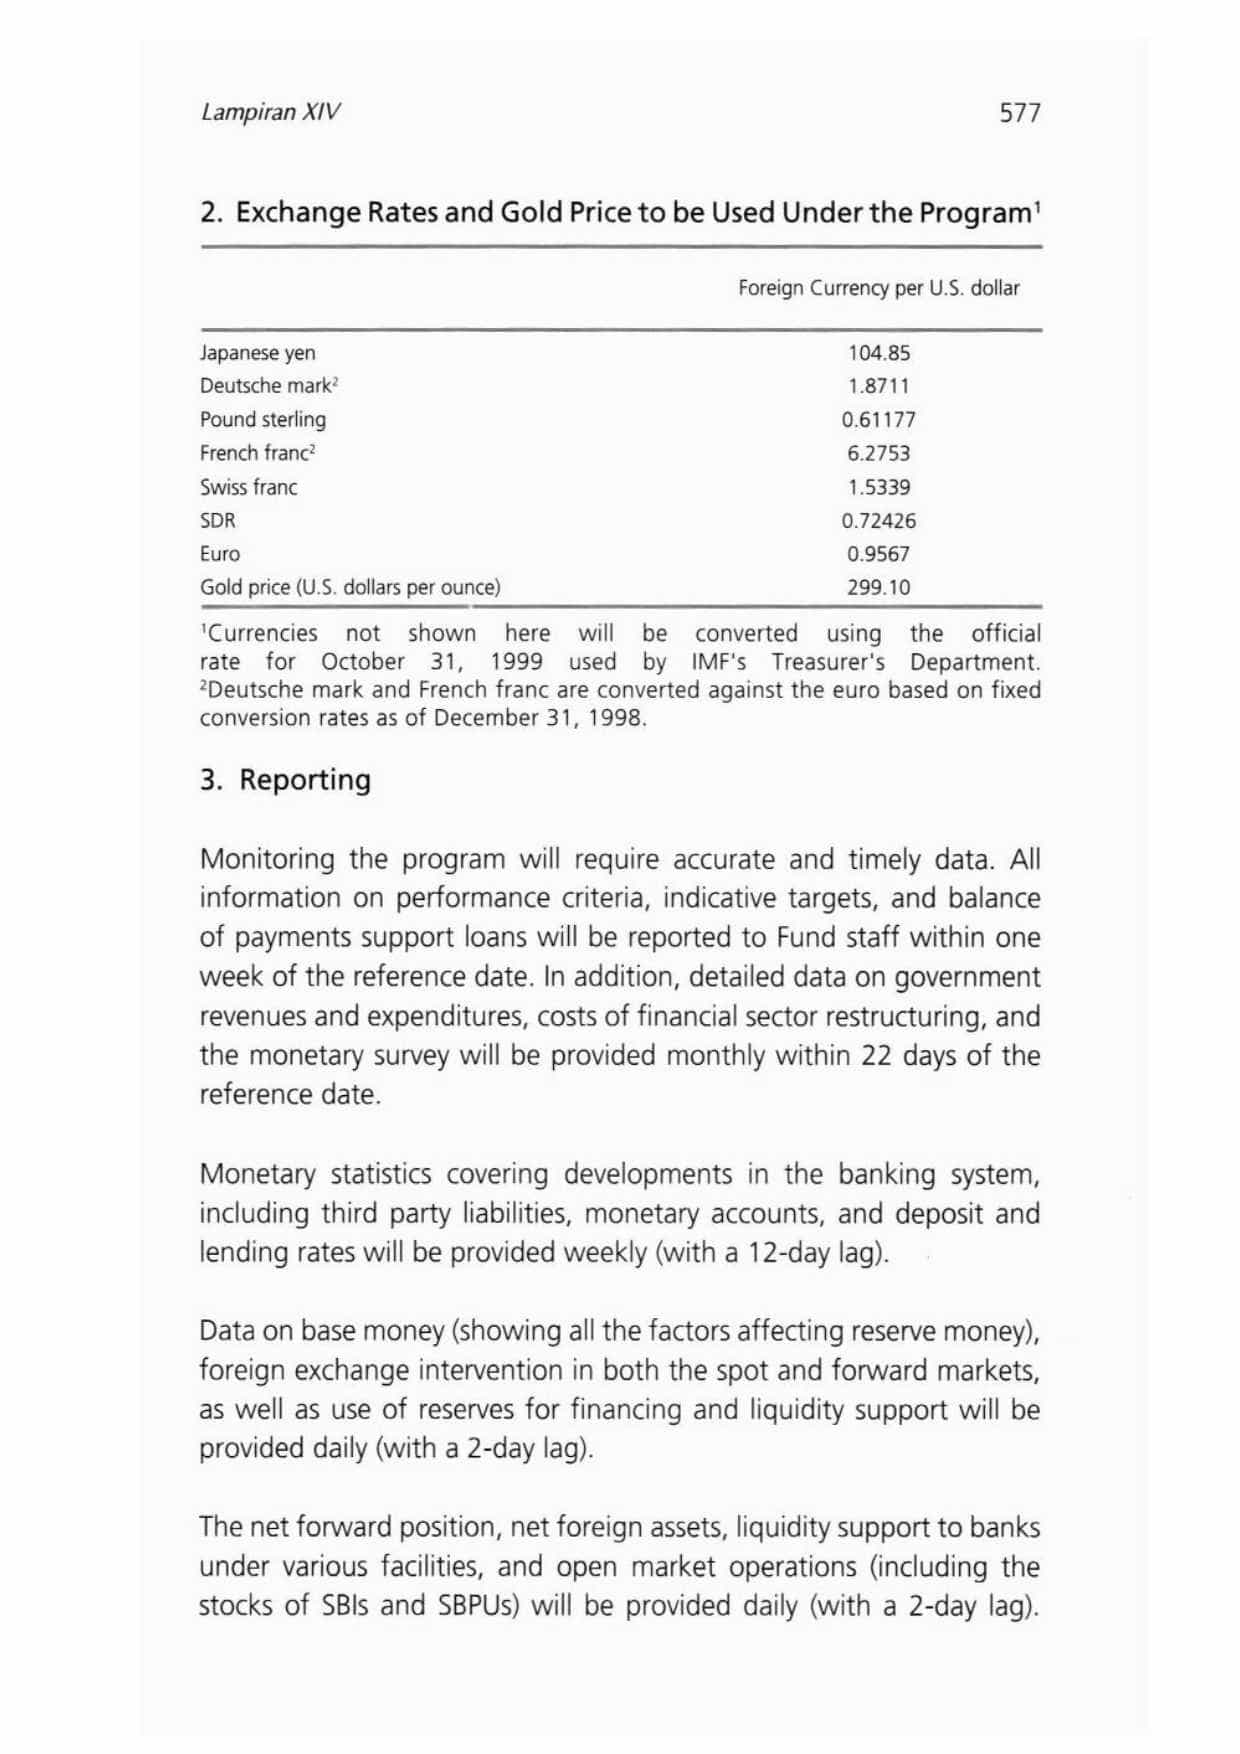 Lampiran XIV 577
2. Exchange Rates and Gold Price to be Used Under the Program¹
Foreign Currency per U.S. dollar
Japanese yen 104.85
Deutsche mark² 1.8711
Pound sterling 0.61177
French franc² 6.2753
Swiss franc 1.5339
SDR 0.72426
Euro 0.9567
Gold price (U.S. dollars per ounce) 299.10
¹Currencies not shown here will be converted using the official
rate for October 31, 1999 used by IMF's Treasurer's Department.
²Deutsche mark and French franc are converted against the euro based on fixed
conversion rates as of December 31, 1998.
3. Reporting
Monitoring the program will require accurate and timely data. All
information on performance criteria, indicative targets, and balance
of payments support loans will be reported to Fund staff within one
week of the reference date. In addition, detailed data on government
revenues and expenditures, costs of financial sector restructuring, and
the monetary survey will be provided monthly within 22 days of the
reference date.
Monetary statistics covering developments in the banking system,
including third party liabilities, monetary accounts, and deposit and
lending rates will be provided weekly (with a 12-day lag).
Data on base money (showing all the factors affecting reserve money),
foreign exchange intervention in both the spot and forward markets,
as well as use of reserves for financing and liquidity support will be
provided daily (with a 2-day lag).
The net forward position, net foreign assets, liquidity support to banks
under various facilities, and open market operations (including the
stocks of SBIs and SBPUs) will be provided daily (with a 2-day lag).